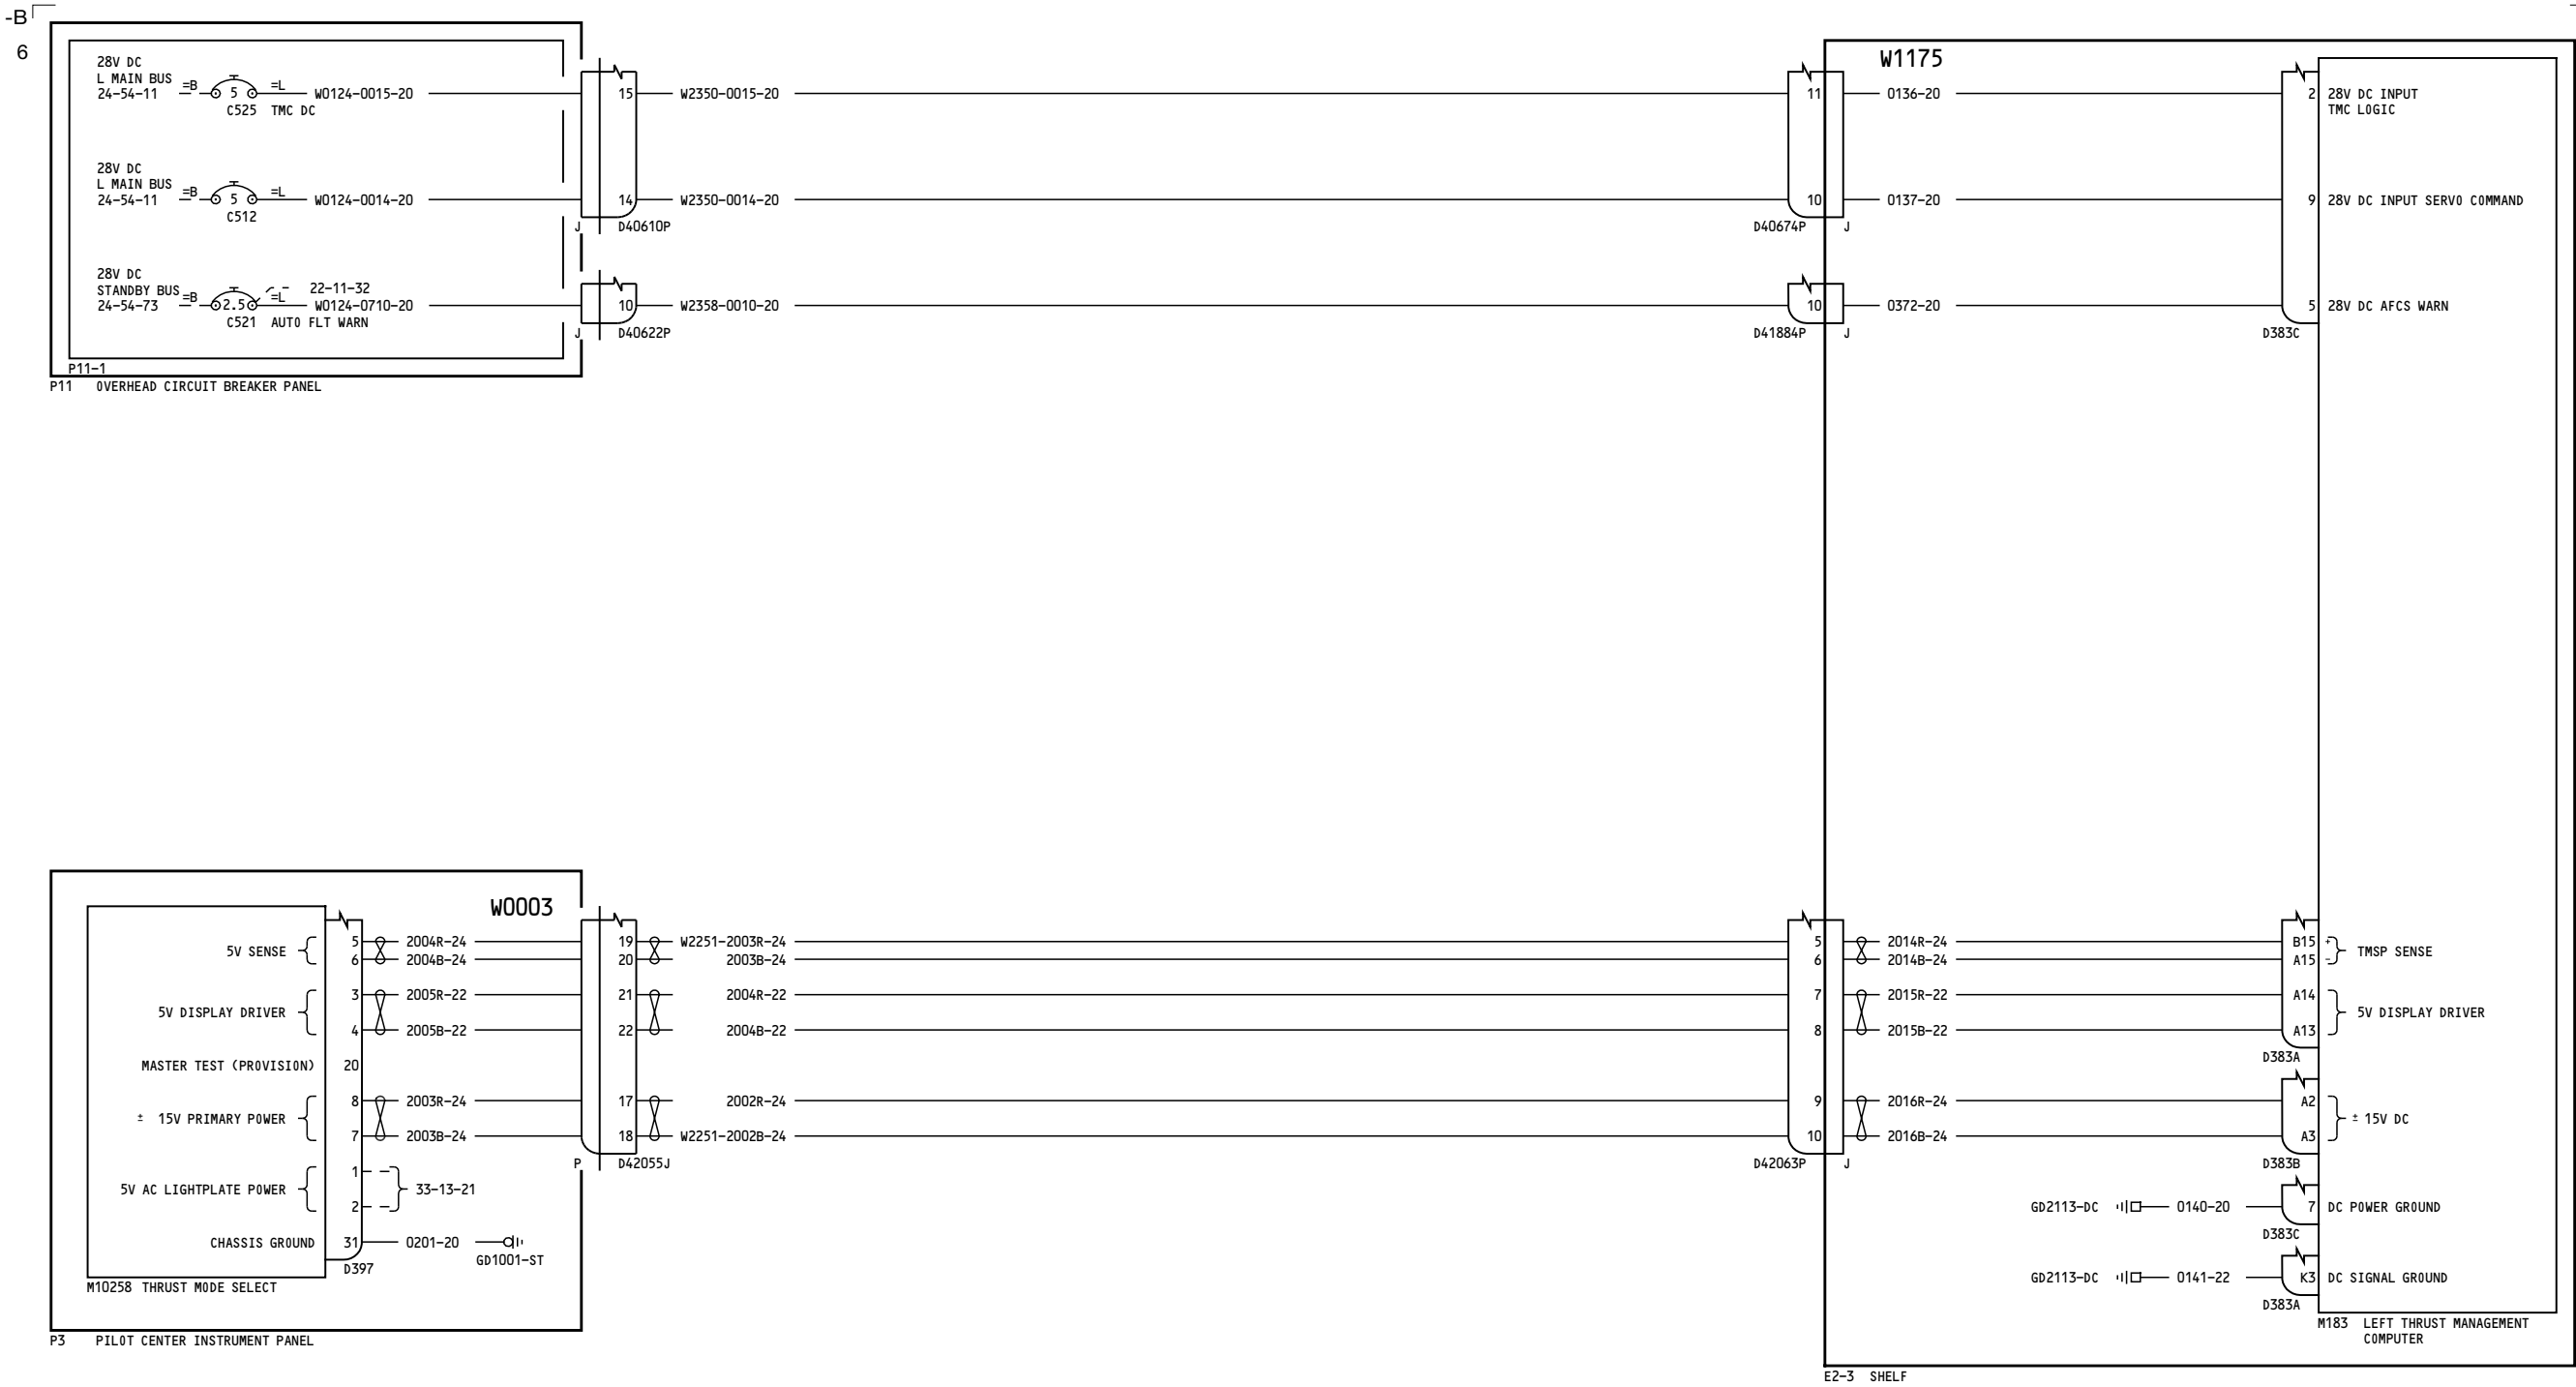 -B
6
28V DC
L MAIN BUS
24-54-11
=B
5
=L
W0124-0015-20
C525 TMC DC
15
W2350-0015-20
28V DC
L MAIN BUS
24-54-11
=B
5
=L
W0124-0014-20
C512
14
W2350-0014-20
J
D40610P
28V DC
STANDBY BUS
24-54-73
=B
2.5
=L
22-11-32
W0124-0710-20
C521 AUTO FLT WARN
10
W2358-0010-20
J
D40622P
P11-1
P11 OVERHEAD CIRCUIT BREAKER PANEL
W1175
11
0136-20
2
28V DC INPUT
TMC LOGIC
10
0137-20
9
28V DC INPUT SERVO COMMAND
D40674P
J
10
0372-20
5
28V DC AFCS WARN
D41884P
J
D383C
W0003
5V SENSE
5
2004R-24
19
W2251-2003R-24
6
2004B-24
20
2003B-24
5V DISPLAY DRIVER
3
2005R-22
21
2004R-22
4
2005B-22
22
2004B-22
MASTER TEST (PROVISION)
20
± 15V PRIMARY POWER
8
2003R-24
17
2002R-24
7
2003B-24
18
W2251-2002B-24
P
D42055J
5V AC LIGHTPLATE POWER
1
2
33-13-21
CHASSIS GROUND
31
0201-20
GD1001-ST
D397
M10258 THRUST MODE SELECT
P3 PILOT CENTER INSTRUMENT PANEL
5
2014R-24
B15
+
6
2014B-24
A15
-
TMSP SENSE
7
2015R-22
A14
8
2015B-22
A13
5V DISPLAY DRIVER
D383A
9
2016R-24
A2
10
2016B-24
A3
± 15V DC
D42063P
J
D383B
GD2113-DC
0140-20
7
DC POWER GROUND
D383C
GD2113-DC
0141-22
K3
DC SIGNAL GROUND
D383A
M183 LEFT THRUST MANAGEMENT
COMPUTER
E2-3 SHELF